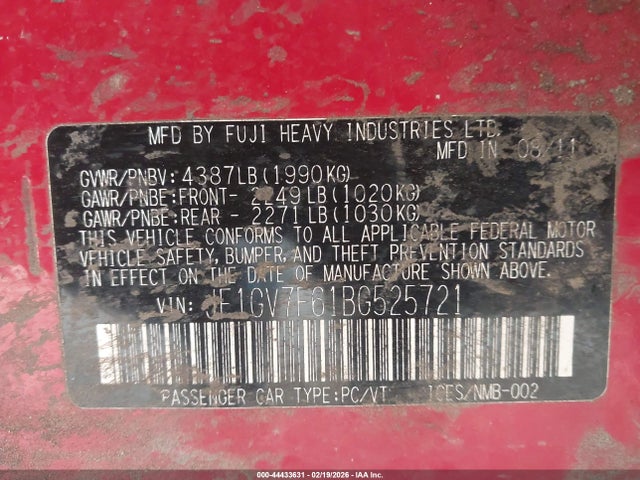 MFD BY FUJI HEAVY INDUSTRIES LTD.
MFD IN 08/11
GVWR/PNBV: 4387LB(1990KG)
GAWR/PNBE:FRONT- 2249LB(1020KG)
GAWR/PNBE:REAR - 2271LB(1030KG)
THIS VEHICLE CONFORMS TO ALL APPLICABLE FEDERAL MOTOR
VEHICLE SAFETY, BUMPER, AND THEFT PREVENTION STANDARDS
IN EFFECT ON THE DATE OF MANUFACTURE SHOWN ABOVE.
VIN:
PASSENGER CAR TYPE:PC/VT ICES/NMB-002
000-44433631 - 02/19/2026 - IAAI.COM